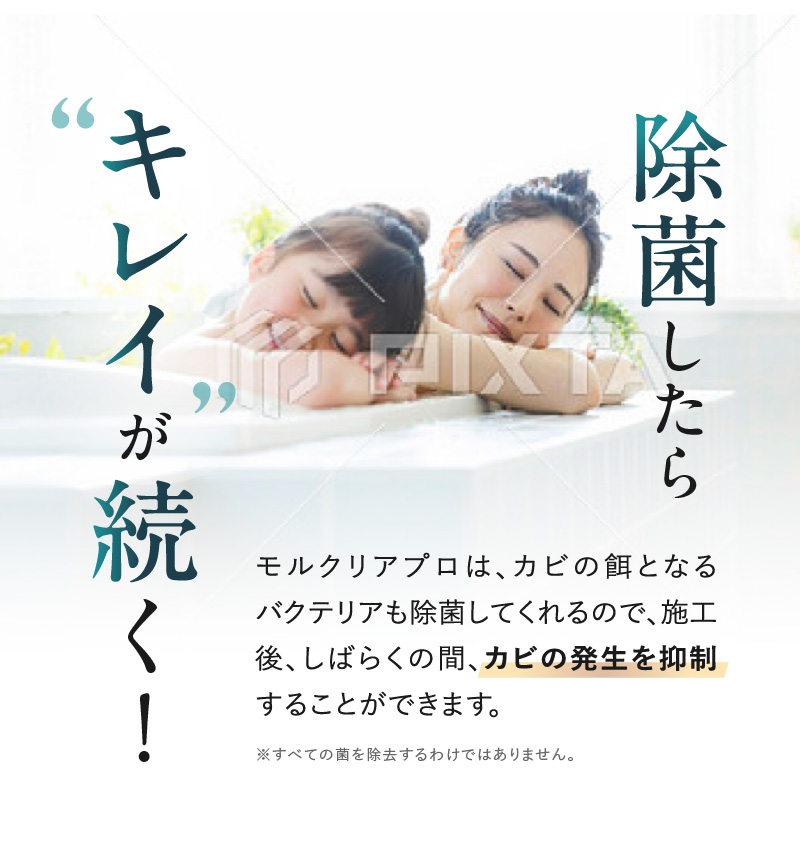 除菌したら
“キレイ”が続く！
モルクリアプロは、カビの餌となる
バクテリアも除菌してくれるので、施工
後、しばらくの間、カビの発生を抑制
することができます。
※すべての菌を除去するわけではありません。
PIXTA